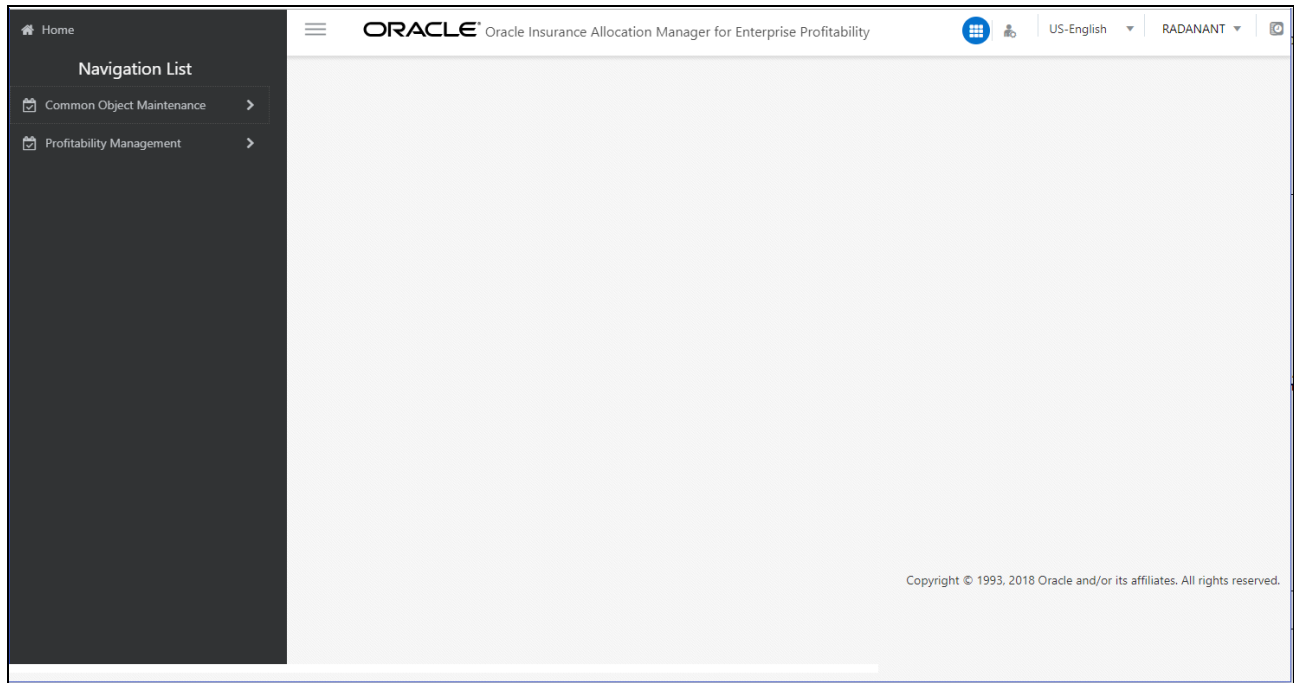 Home
ORACLE® Oracle Insurance Allocation Manager for Enterprise Profitability
US-English
RADANANT
Navigation List
Common Object Maintenance
Profitability Management
Copyright © 1993, 2018 Oracle and/or its affiliates. All rights reserved.